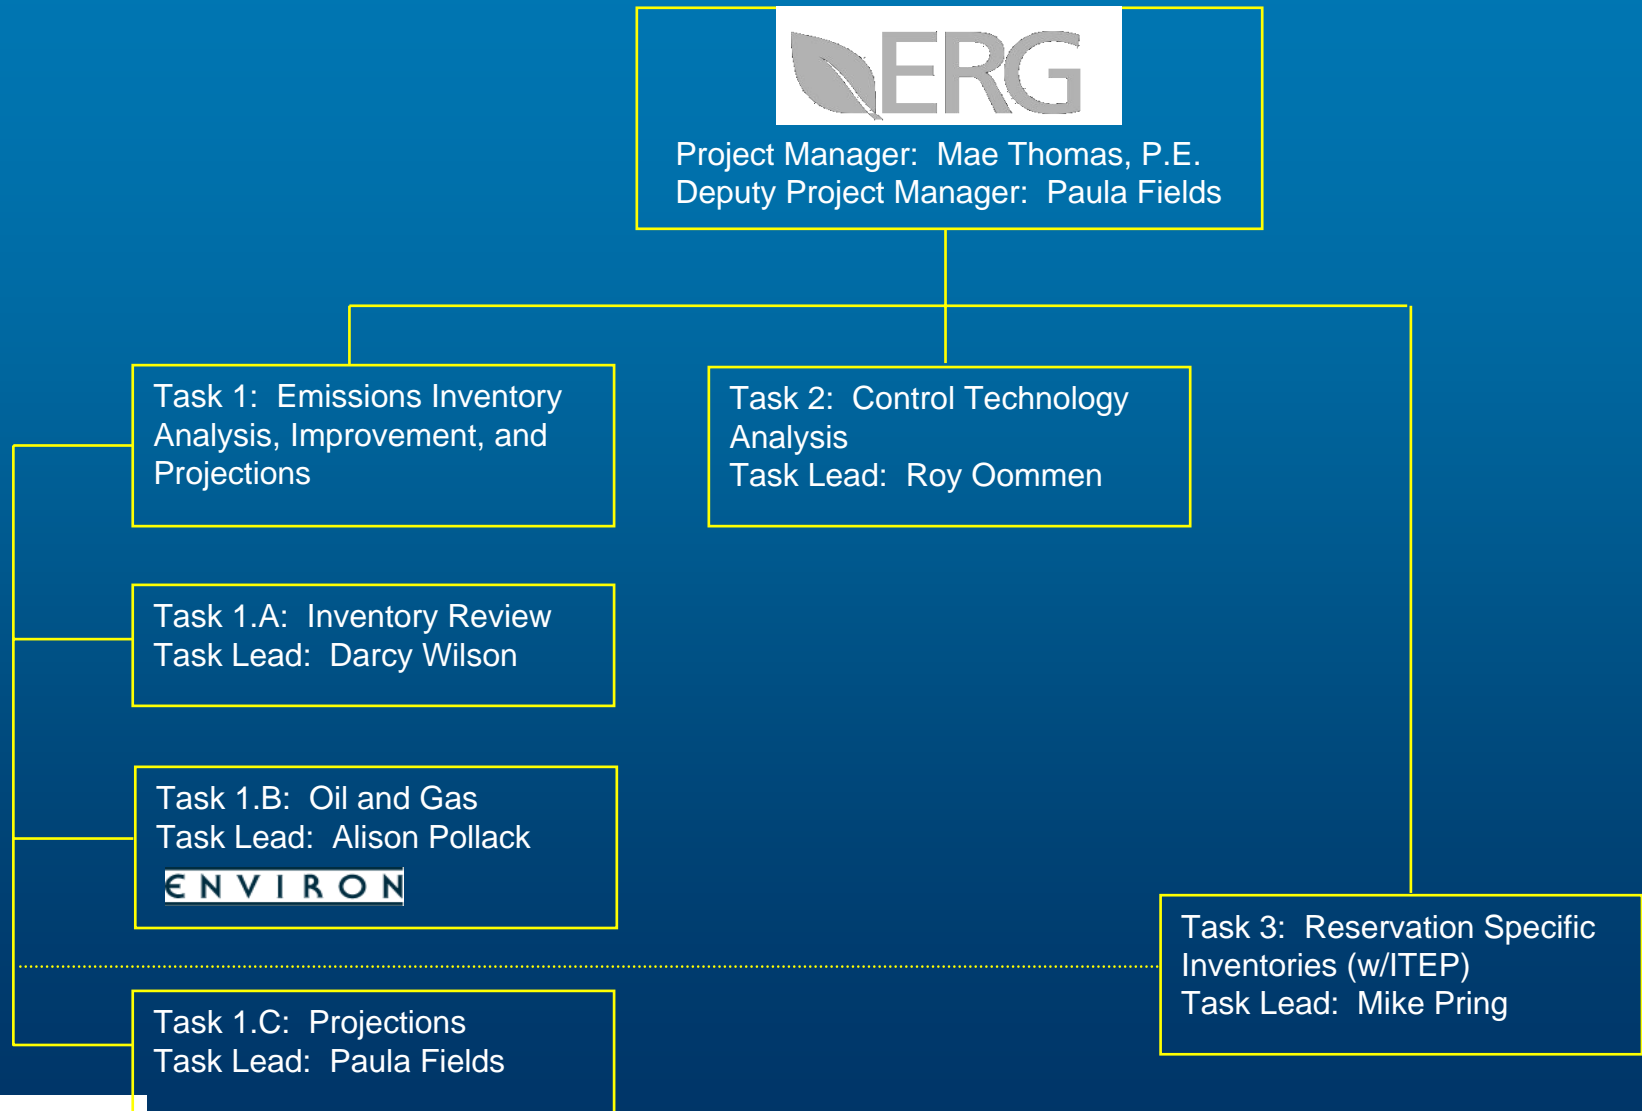 ERG
Project Manager: Mae Thomas, P.E.
Deputy Project Manager: Paula Fields
Task 1: Emissions Inventory
Analysis, Improvement, and
Projections
Task 2: Control Technology
Analysis
Task Lead: Roy Oommen
Task 1.A: Inventory Review
Task Lead: Darcy Wilson
Task 1.B: Oil and Gas
Task Lead: Alison Pollack
ENVIRON
Task 3: Reservation Specific
Inventories (w/ITEP)
Task Lead: Mike Pring
Task 1.C: Projections
Task Lead: Paula Fields